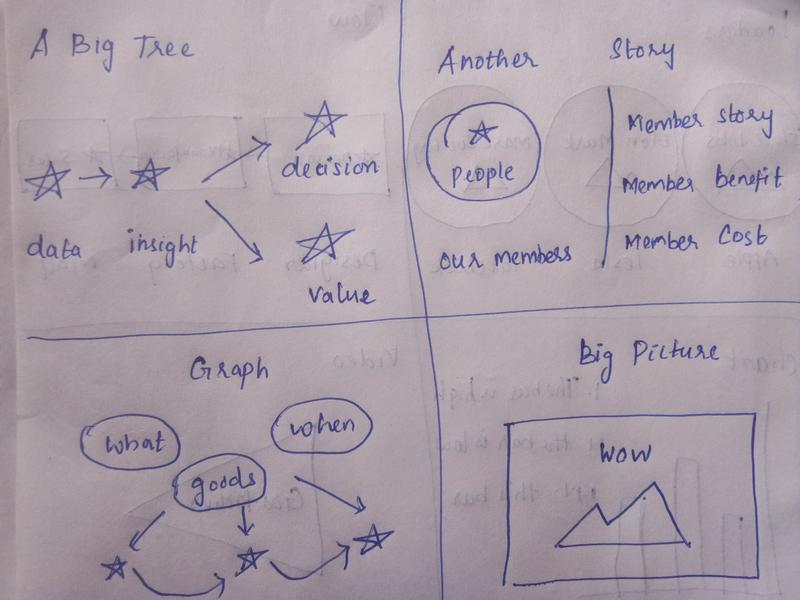 A Big Tree
decision
data
insight
value
Another Story
people
our members
Member story
Member benefit
Member Cost
Graph
what
when
goods
Big Picture
WOW